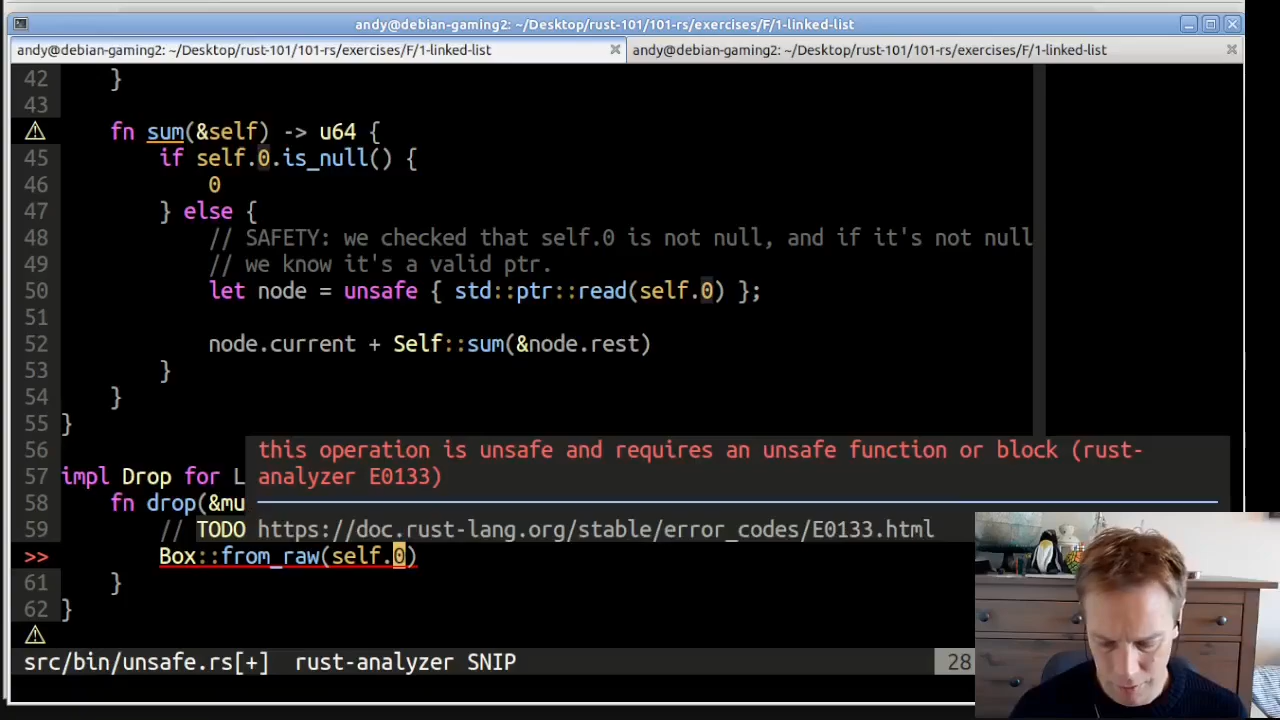 andy@debian-gaming2: ~/Desktop/rust-101/101-rs/exercises/F/1-linked-list
andy@debian-gaming2: ~/Desktop/rust-101/101-rs/exercises/F/1-linked-list
andy@debian-gaming2: ~/Desktop/rust-101/101-rs/exercises/F/1-linked-list
42 }
43
fn sum(&self) -> u64 {
45 if self.0.is_null() {
46 0
47 } else {
48 // SAFETY: we checked that self.0 is not null, and if it's not null
49 // we know it's a valid ptr.
50 let node = unsafe { std::ptr::read(self.0) };
51
52 node.current + Self::sum(&node.rest)
53 }
54 }
55 }
56
this operation is unsafe and requires an unsafe function or block (rust-
analyzer E0133)
57 impl Drop for L
58 fn drop(&mu
59 // TODO https://doc.rust-lang.org/stable/error_codes/E0133.html
>> Box::from_raw(self.0)
61 }
62 }
src/bin/unsafe.rs[+] rust-analyzer SNIP 28